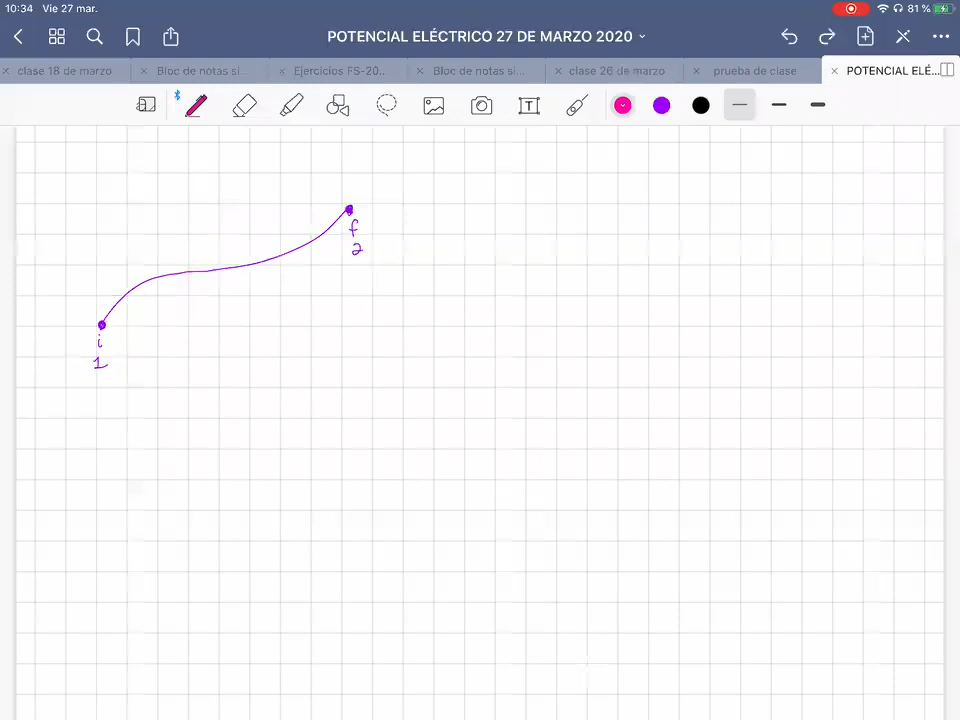 10:34 Vie 27 mar. 81 %
POTENCIAL ELÉCTRICO 27 DE MARZO 2020
clase 18 de marzo Bloc de notas si... Ejercicios FS-20... Bloc de notas si... clase 26 de marzo prueba de clase POTENCIAL ELÉ...
T
f
2
i
1